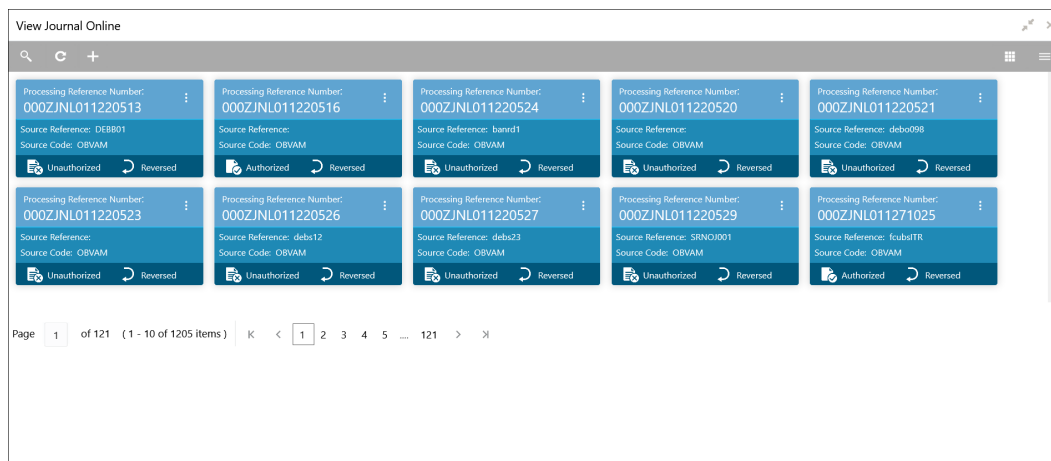 View Journal Online
Processing Reference Number:
000ZJNL011220513
Source Reference: DEBB01
Source Code: OBVAM
Unauthorized Reversed
Processing Reference Number:
000ZJNL011220516
Source Reference:
Source Code: OBVAM
Authorized Reversed
Processing Reference Number:
000ZJNL011220524
Source Reference: banrd1
Source Code: OBVAM
Unauthorized Reversed
Processing Reference Number:
000ZJNL011220520
Source Reference:
Source Code: OBVAM
Unauthorized Reversed
Processing Reference Number:
000ZJNL011220521
Source Reference: debo098
Source Code: OBVAM
Unauthorized Reversed
Processing Reference Number:
000ZJNL011220523
Source Reference:
Source Code: OBVAM
Unauthorized Reversed
Processing Reference Number:
000ZJNL011220526
Source Reference: debs12
Source Code: OBVAM
Unauthorized Reversed
Processing Reference Number:
000ZJNL011220527
Source Reference: debs23
Source Code: OBVAM
Unauthorized Reversed
Processing Reference Number:
000ZJNL011220529
Source Reference: SRNOJ001
Source Code: OBVAM
Unauthorized Reversed
Processing Reference Number:
000ZJNL011271025
Source Reference: fcubsITR
Source Code: OBVAM
Authorized Reversed
Page 1 of 121 (1 - 10 of 1205 items) 1 2 3 4 5 .... 121